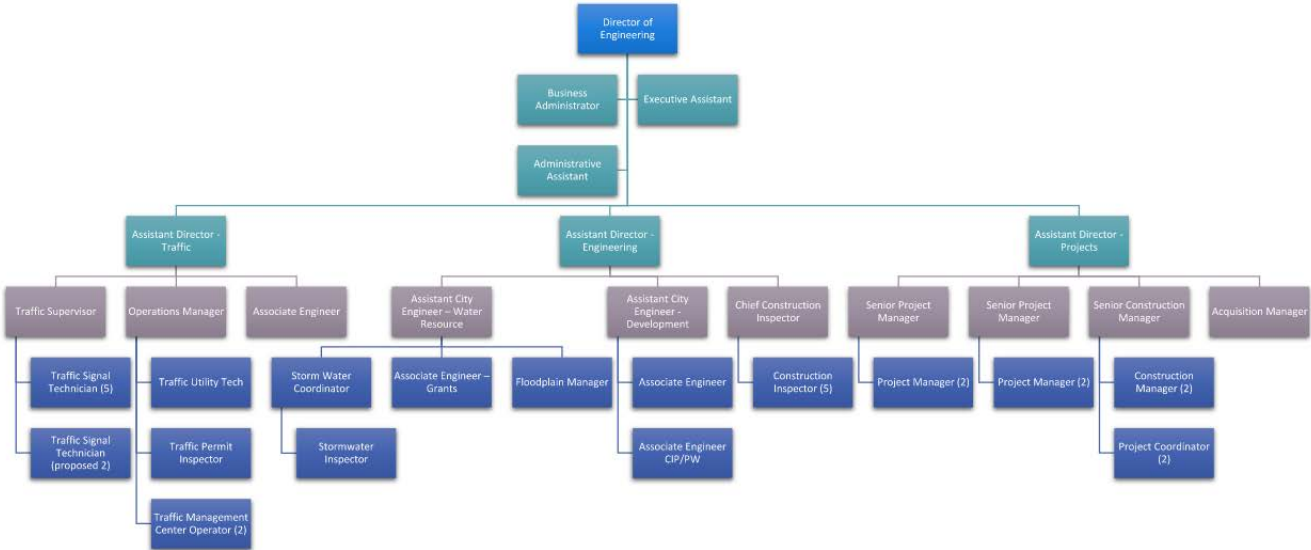 Director of
Engineering
Business
Administrator
Executive Assistant
Administrative
Assistant
Assistant Director -
Traffic
Assistant Director -
Engineering
Assistant Director -
Projects
Traffic Supervisor
Operations Manager
Associate Engineer
Assistant City
Engineer – Water
Resource
Assistant City
Engineer -
Development
Chief Construction
Inspector
Senior Project
Manager
Senior Project
Manager
Senior Construction
Manager
Acquisition Manager
Traffic Signal
Technician (5)
Traffic Utility Tech
Storm Water
Coordinator
Associate Engineer –
Grants
Floodplain Manager
Associate Engineer
Construction
Inspector (5)
Project Manager (2)
Project Manager (2)
Construction
Manager (2)
Traffic Signal
Technician
(proposed 2)
Traffic Permit
Inspector
Stormwater
Inspector
Associate Engineer
CIP/PW
Project Coordinator
(2)
Traffic Management
Center Operator (2)